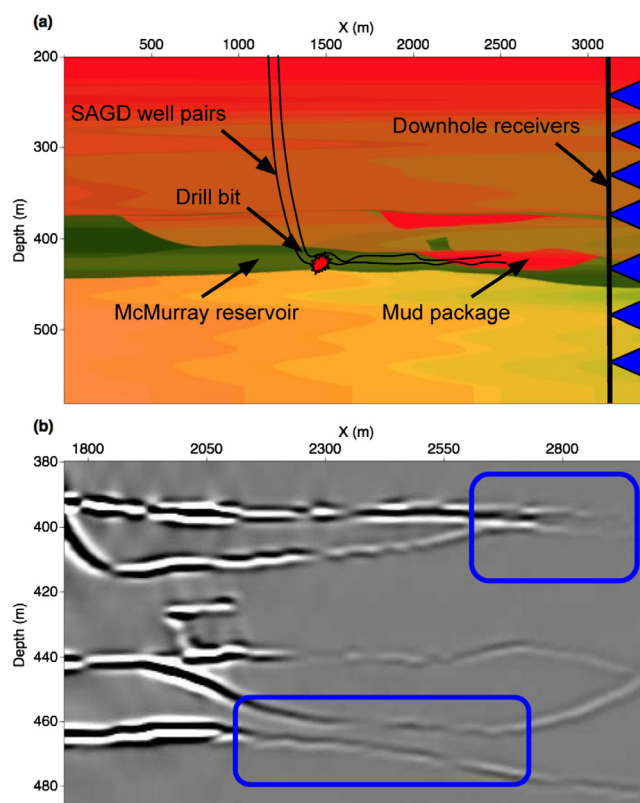 (a)
X (m)
500 1000 1500 2000 2500 3000
200
SAGD well pairs
Downhole receivers
300
Drill bit
Depth (m)
400
McMurray reservoir
Mud package
500
(b)
X (m)
1800 2050 2300 2550 2800
380
400
420
Depth (m)
440
460
480